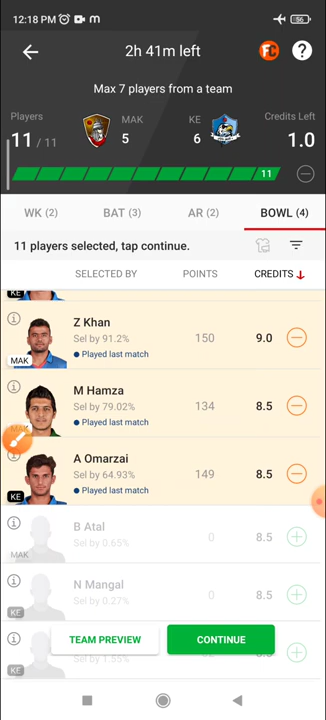 12:18 PM
56
2h 41m left
FC
?
Max 7 players from a team
Players
11 / 11
MAK
5
KE
6
Credits Left
1.0
11
WK (2)
BAT (3)
AR (2)
BOWL (4)
11 players selected, tap continue.
SELECTED BY
POINTS
CREDITS
KE
Z Khan
Sel by 91.2%
Played last match
150
9.0
MAK
M Hamza
Sel by 79.02%
Played last match
134
8.5
MAK
A Omarzai
Sel by 64.93%
Played last match
149
8.5
KE
B Atal
Sel by 0.65%
0
8.5
MAK
N Mangal
Sel by 0.27%
0
8.5
KE
TEAM PREVIEW
CONTINUE
Sel by 1.55%
8.5
KE